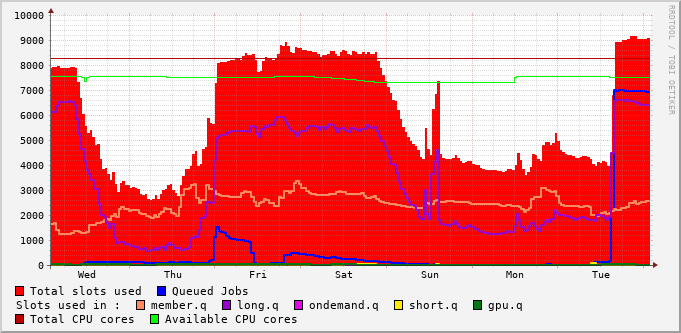 10000
9000
8000
7000
6000
5000
4000
3000
2000
1000
0
Wed Thu Fri Sat Sun Mon Tue
RRDTOOL / TOBI OETIKER
Total slots used Queued Jobs
Slots used in : member.q long.q ondemand.q short.q gpu.q
Total CPU cores Available CPU cores